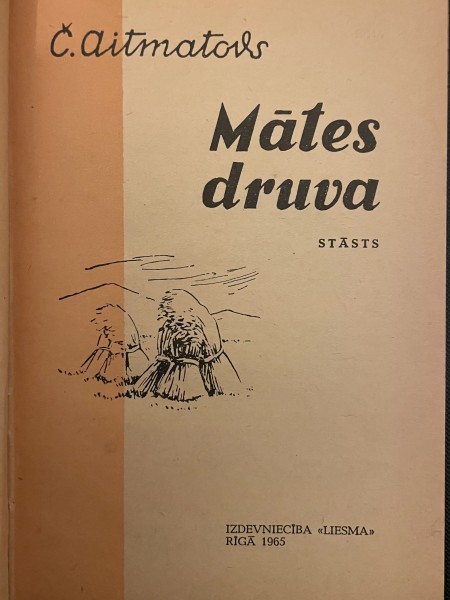 Č. Aitmatovs
Mātes
druva
STĀSTS
IZDEVNIECĪBA «LIESMA»
RĪGĀ 1965